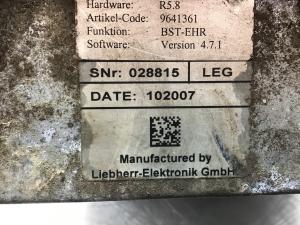 Hardware: R5.8
Artikel-Code: 9641361
Funktion: BST-EHR
Software: Version 4.7.1
SNr: 028815 LEG
DATE: 102007
Manufactured by
Liebherr-Elektronik GmbH